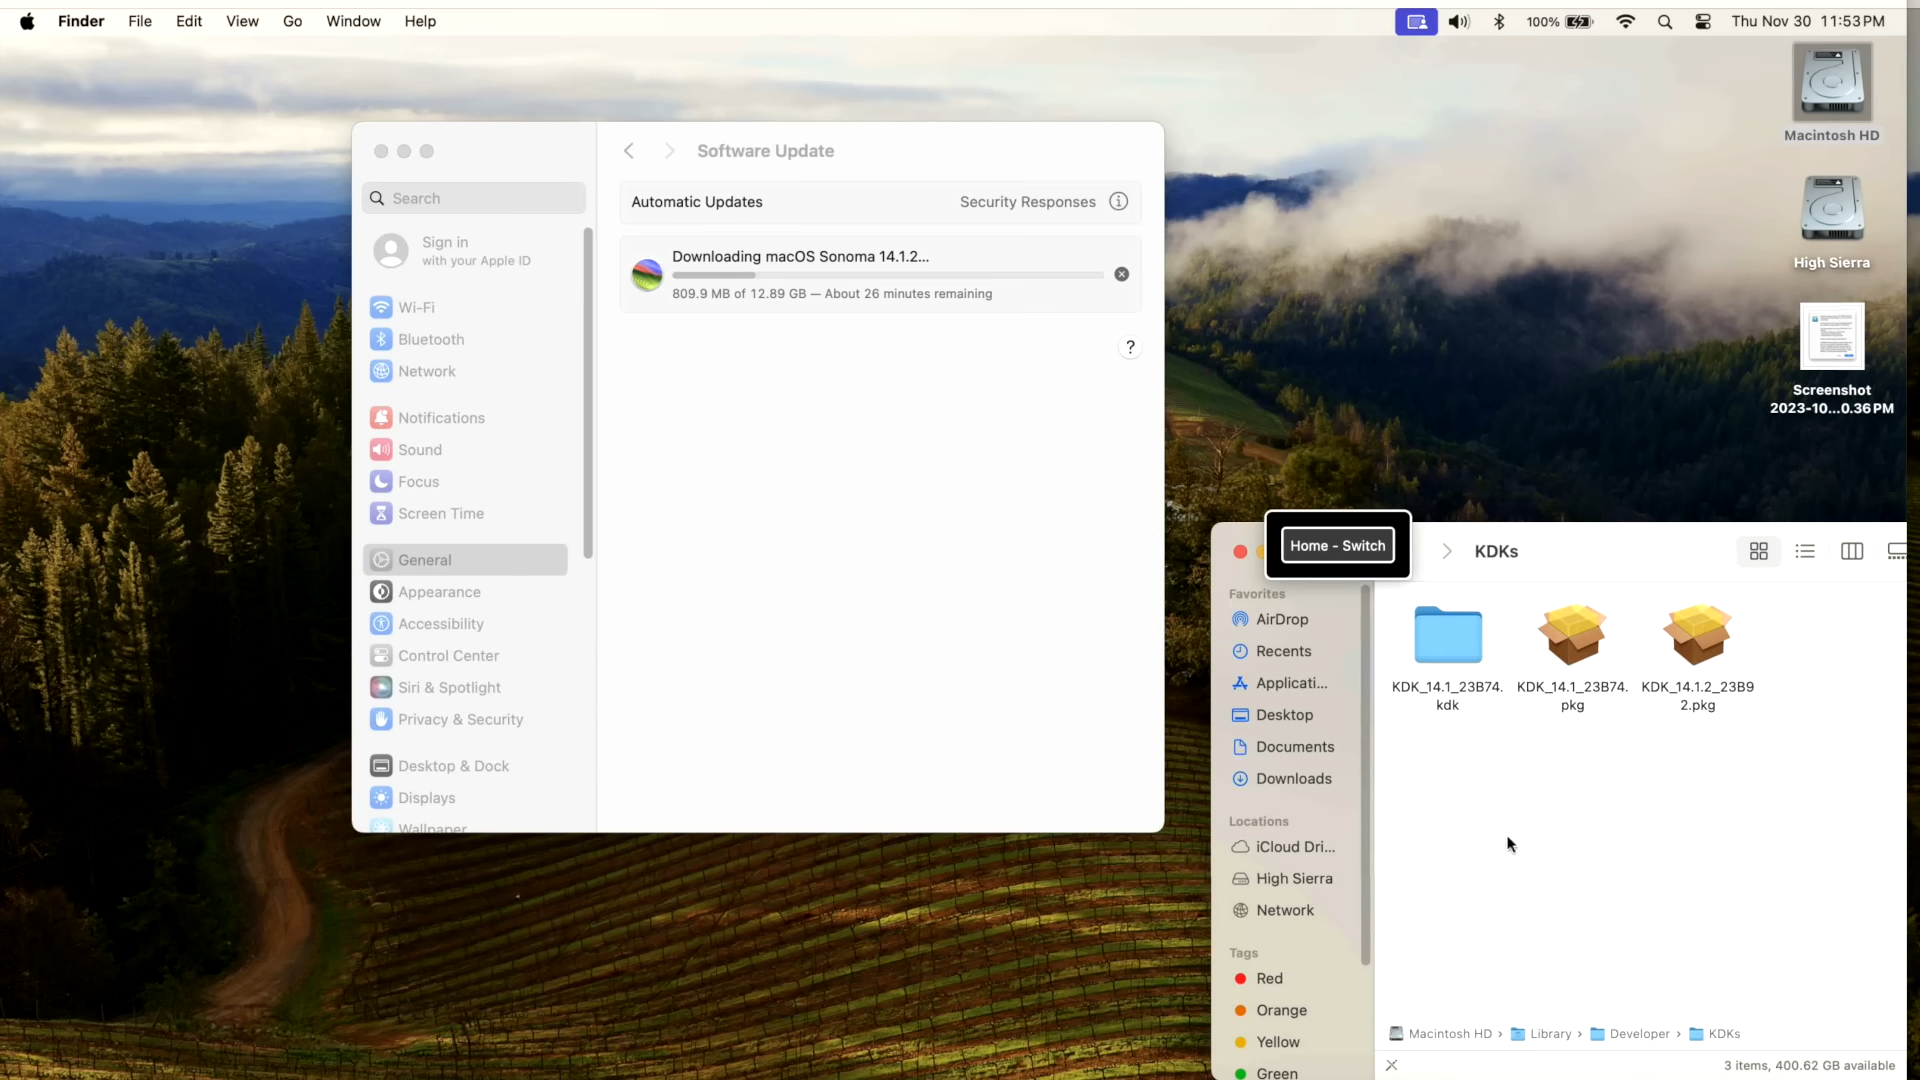 Finder File Edit View Go Window Help
100% Thu Nov 30 11:53 PM
Macintosh HD
High Sierra
Screenshot
2023-10...0.36 PM
Search
Sign in
with your Apple ID
Wi-Fi
Bluetooth
Network
Notifications
Sound
Focus
Screen Time
General
Appearance
Accessibility
Control Center
Siri & Spotlight
Privacy & Security
Desktop & Dock
Displays
Wallpaper
Software Update
Automatic Updates Security Responses
Downloading macOS Sonoma 14.1.2...
809.9 MB of 12.89 GB — About 26 minutes remaining
?
Home - Switch
KDKs
Favorites
AirDrop
Recents
Applicati...
Desktop
Documents
Downloads
Locations
iCloud Dri...
High Sierra
Network
Tags
Red
Orange
Yellow
Green
KDK_14.1_23B74.
kdk
KDK_14.1_23B74.
pkg
KDK_14.1.2_23B9
2.pkg
Macintosh HD › Library › Developer › KDKs
3 items, 400.62 GB available